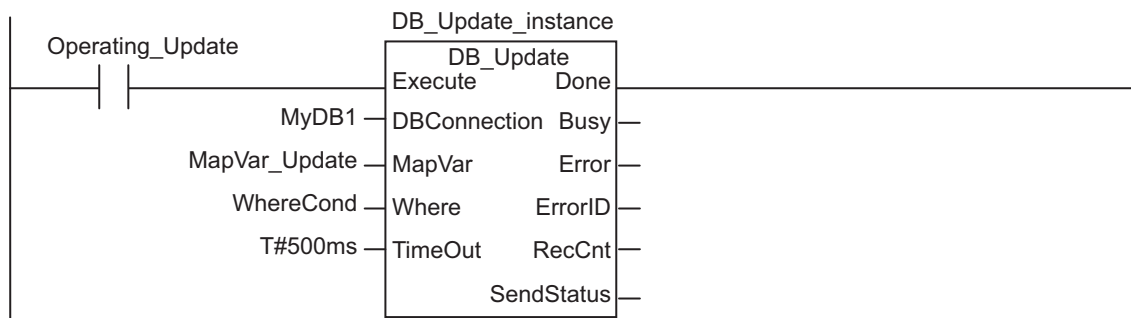 DB_Update_instance
Operating_Update
DB_Update
Execute Done
MyDB1 DBConnection Busy
MapVar_Update MapVar Error
WhereCond Where ErrorID
T#500ms TimeOut RecCnt
SendStatus